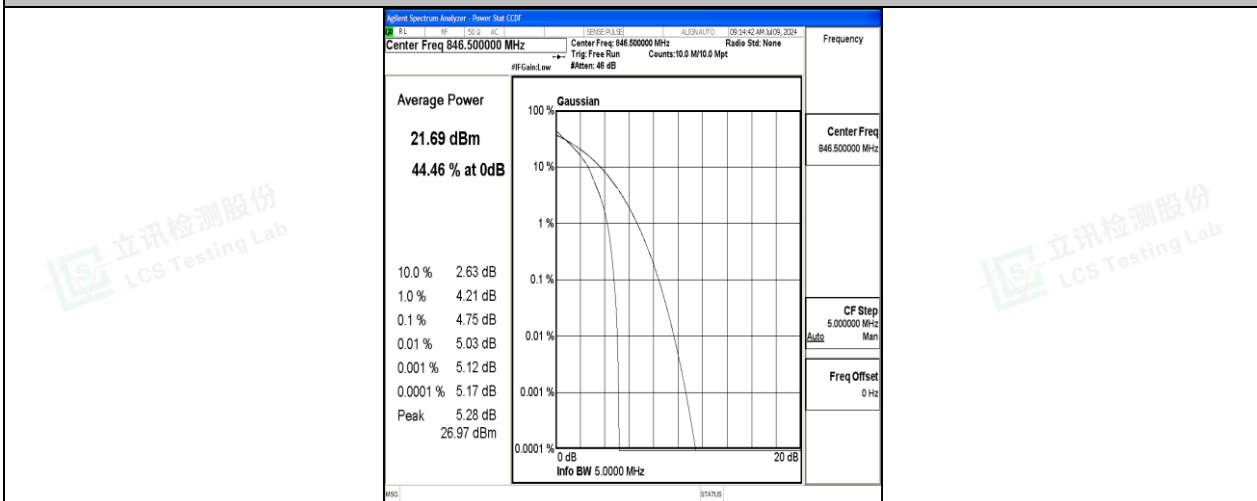 Agilent Spectrum Analyzer - Power Stat CCDF
RL RF 50 Ω AC SENSE:PULSE ALIGNAUTO 09:14:42 AM Jul 09, 2024
Center Freq 846.500000 MHz
Center Freq: 846.500000 MHz Radio Std: None
Trig: Free Run Counts:10.0 M/10.0 Mpt
#IFGain:Low #Atten: 46 dB
Frequency
Average Power
21.69 dBm
44.46 % at 0dB
10.0 % 2.63 dB
1.0 % 4.21 dB
0.1 % 4.75 dB
0.01 % 5.03 dB
0.001 % 5.12 dB
0.0001 % 5.17 dB
Peak 5.28 dB
26.97 dBm
Gaussian
100 %
10 %
1 %
0.1 %
0.01 %
0.001 %
0.0001 %
0 dB 20 dB
Info BW 5.0000 MHz
Center Freq
846.500000 MHz
CF Step
5.000000 MHz
Auto Man
Freq Offset
0 Hz
MSG STATUS
立讯检测股份
LCS Testing Lab
立讯检测股份
LCS Testing Lab